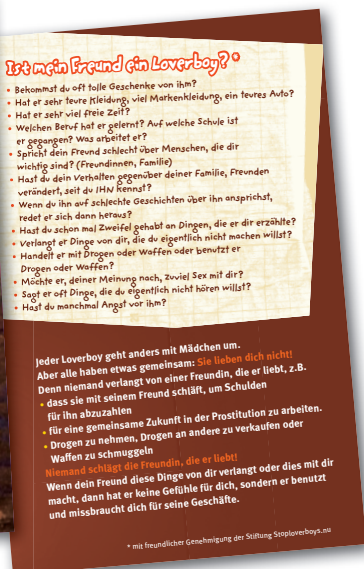 Ist mein Freund ein Loverboy? *
• Bekommst du oft tolle Geschenke von ihm?
• Hat er sehr teure Kleidung, viel Markenkleidung, ein teures Auto?
• Hat er sehr viel freie Zeit?
• Welchen Beruf hat er gelernt? Auf welche Schule ist
er gegangen? Was arbeitet er?
• Spricht dein Freund schlecht über Menschen, die dir
wichtig sind? (Freundinnen, Familie)
• Hast du dein Verhalten gegenüber deiner Familie, Freunden
verändert, seit du IHN kennst?
• Wenn du ihn auf schlechte Geschichten über ihn ansprichst,
redet er sich dann heraus?
• Hast du schon mal Zweifel gehabt an Dingen, die er dir erzählte?
• Verlangt er Dinge von dir, die du eigentlich nicht machen willst?
• Handelt er mit Drogen oder Waffen oder benutzt er
Drogen oder Waffen?
• Möchte er, deiner Meinung nach, zuviel Sex mit dir?
• Sagt er oft Dinge, die du eigentlich nicht hören willst?
• Hast du manchmal Angst vor ihm?
Jeder Loverboy geht anders mit Mädchen um.
Aber alle haben etwas gemeinsam: Sie lieben dich nicht!
Denn niemand verlangt von einer Freundin, die er liebt, z.B.
• dass sie mit seinem Freund schläft, um Schulden
für ihn abzuzahlen
• für eine gemeinsame Zukunft in der Prostitution zu arbeiten.
• Drogen zu nehmen, Drogen an andere zu verkaufen oder
Waffen zu schmuggeln
Niemand schlägt die Freundin, die er liebt!
Wenn dein Freund diese Dinge von dir verlangt oder dies mit dir
macht, dann hat er keine Gefühle für dich, sondern er benutzt
und missbraucht dich für seine Geschäfte.
* mit freundlicher Genehmigung der Stiftung Stoploverboys.nu